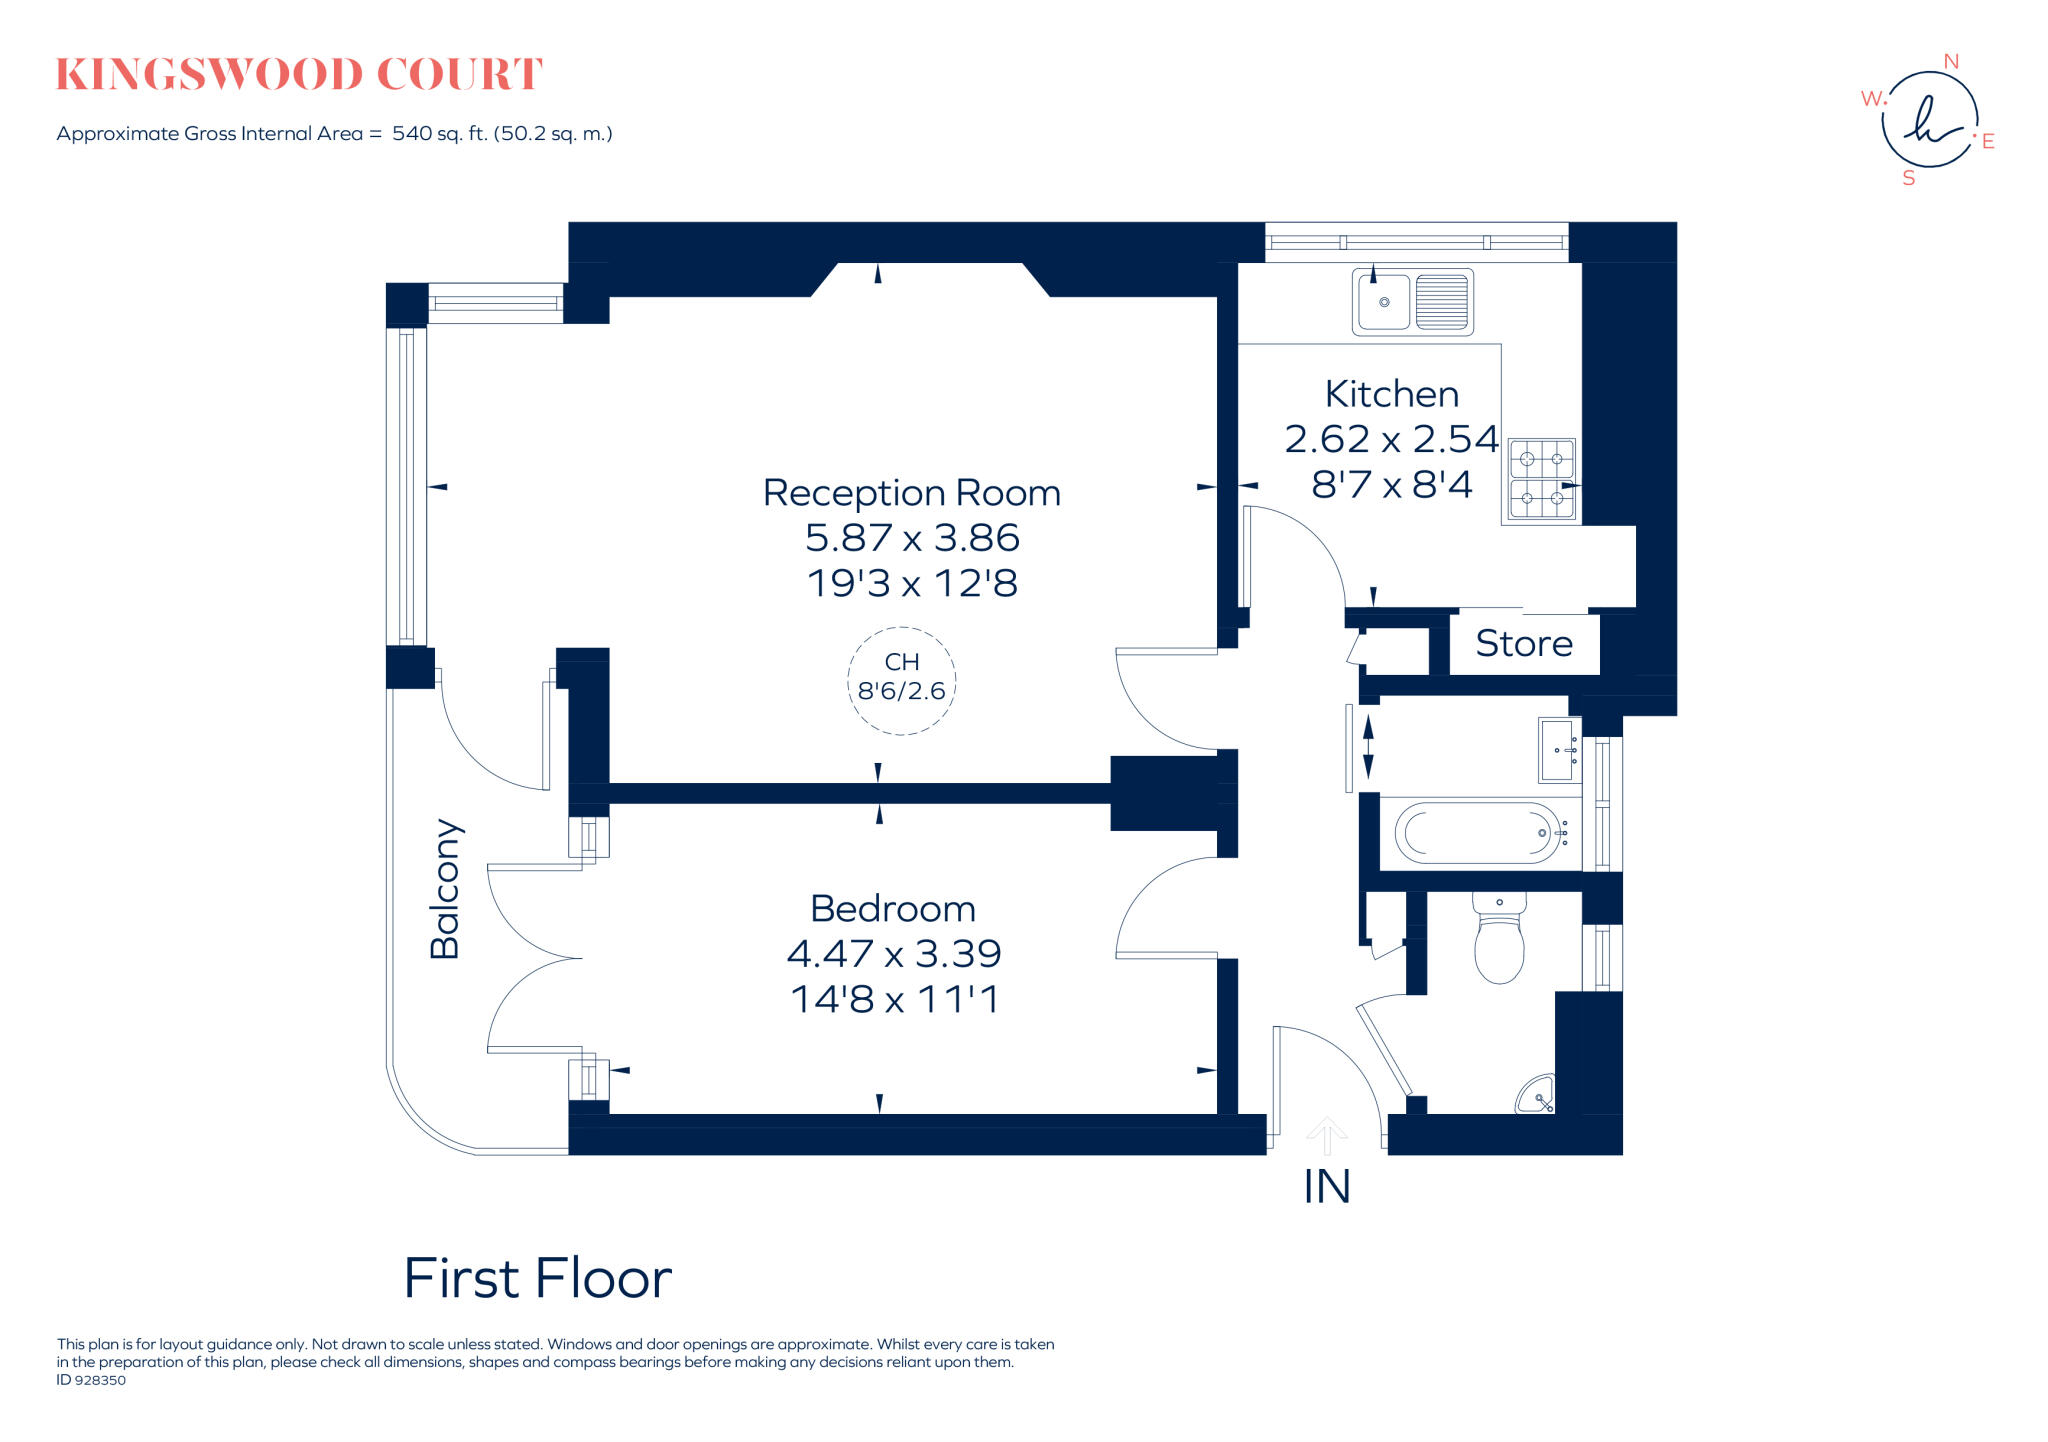 KINGSWOOD COURT
Approximate Gross Internal Area = 540 sq. ft. (50.2 sq. m.)
N
W.
E
S
Kitchen
2.62 x 2.54
8'7 x 8'4
Reception Room
5.87 x 3.86
19'3 x 12'8
CH
8'6/2.6
Store
Balcony
Bedroom
4.47 x 3.39
14'8 x 11'1
IN
First Floor
This plan is for layout guidance only. Not drawn to scale unless stated. Windows and door openings are approximate. Whilst every care is taken
in the preparation of this plan, please check all dimensions, shapes and compass bearings before making any decisions reliant upon them.
ID 928350